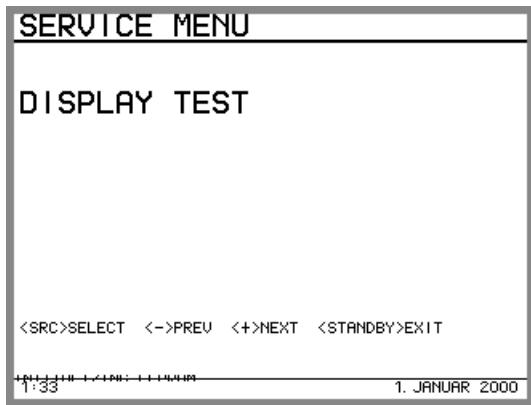 SERVICE MENU
DISPLAY TEST
<SRC>SELECT <->PREV <+>NEXT <STANDBY>EXIT
1:33 1. JANUAR 2000